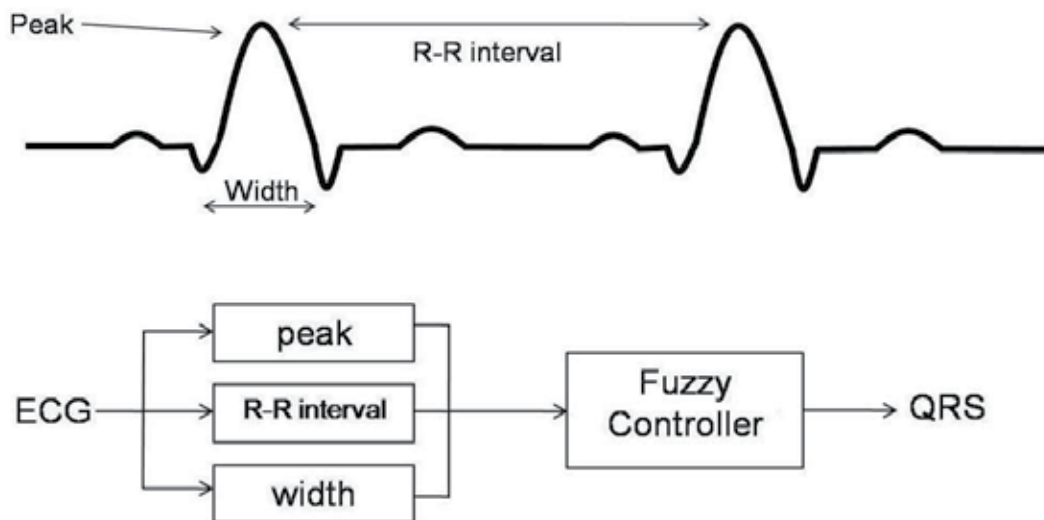 Peak
R-R interval
Width
peak
ECG
R-R interval
width
Fuzzy
Controller
QRS